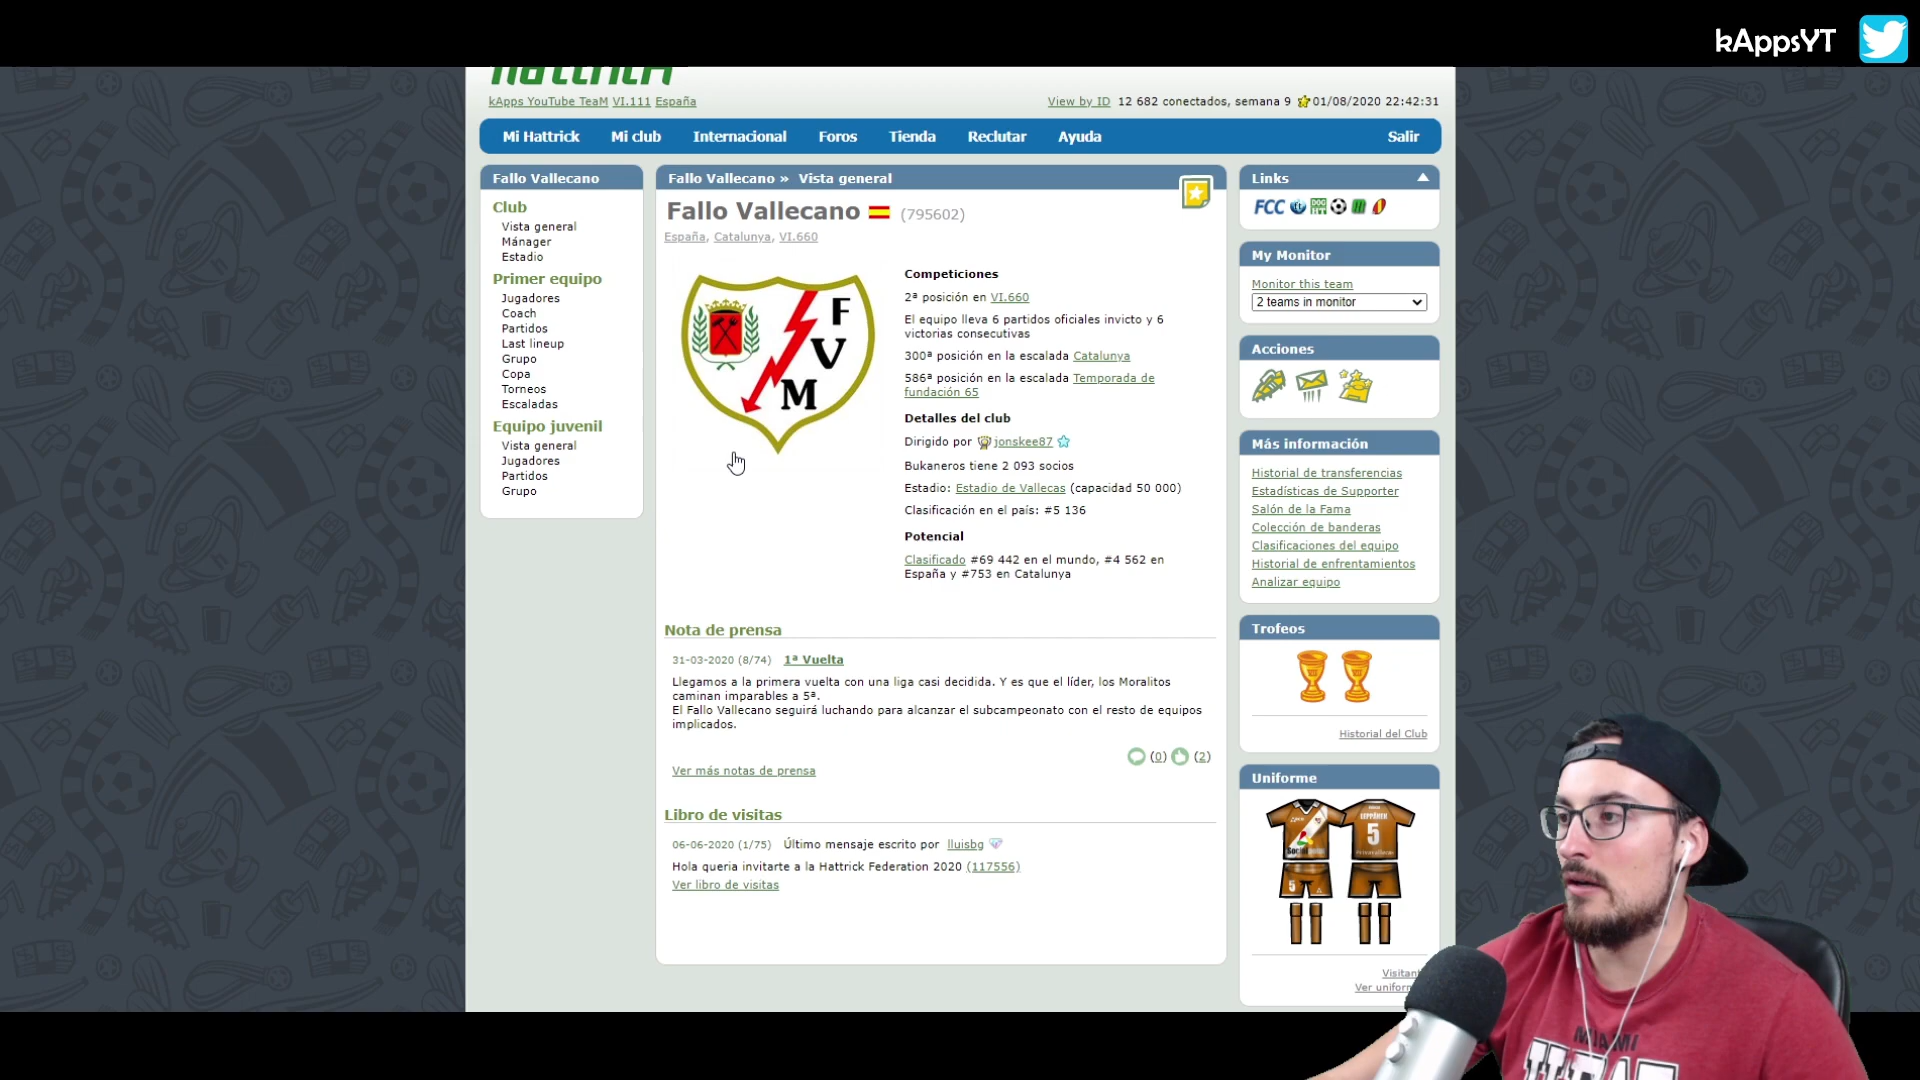 kAppsYT
hattrick
kApps YouTube TeaM VI.111 España
View by ID 12 682 conectados, semana 9 01/08/2020 22:42:31
Mi Hattrick Mi club Internacional Foros Tienda Reclutar Ayuda Salir
Fallo Vallecano
Club
Vista general
Mánager
Estadio
Primer equipo
Jugadores
Coach
Partidos
Last lineup
Grupo
Copa
Torneos
Escaladas
Equipo juvenil
Vista general
Jugadores
Partidos
Grupo
Fallo Vallecano » Vista general
Fallo Vallecano (795602)
España, Catalunya, VI.660
F
V
M
Competiciones
2ª posición en VI.660
El equipo lleva 6 partidos oficiales invicto y 6
victorias consecutivas
300ª posición en la escalada Catalunya
586ª posición en la escalada Temporada de
fundación 65
Detalles del club
Dirigido por jonskee87
Bukaneros tiene 2 093 socios
Estadio: Estadio de Vallecas (capacidad 50 000)
Clasificación en el país: #5 136
Potencial
Clasificado #69 442 en el mundo, #4 562 en
España y #753 en Catalunya
Nota de prensa
31-03-2020 (8/74) 1ª Vuelta
Llegamos a la primera vuelta con una liga casi decidida. Y es que el líder, los Moralitos
caminan imparables a 5ª.
El Fallo Vallecano seguirá luchando para alcanzar el subcampeonato con el resto de equipos
implicados.
(0) (2)
Ver más notas de prensa
Libro de visitas
06-06-2020 (1/75) Último mensaje escrito por lluisbg
Hola queria invitarte a la Hattrick Federation 2020 (117556)
Ver libro de visitas
Links
FCC
My Monitor
Monitor this team
2 teams in monitor
Acciones
Más información
Historial de transferencias
Estadísticas de Supporter
Salón de la Fama
Colección de banderas
Clasificaciones del equipo
Historial de enfrentamientos
Analizar equipo
Trofeos
Historial del Club
Uniforme
5
5
Visitant
Ver uniform
MIAMI